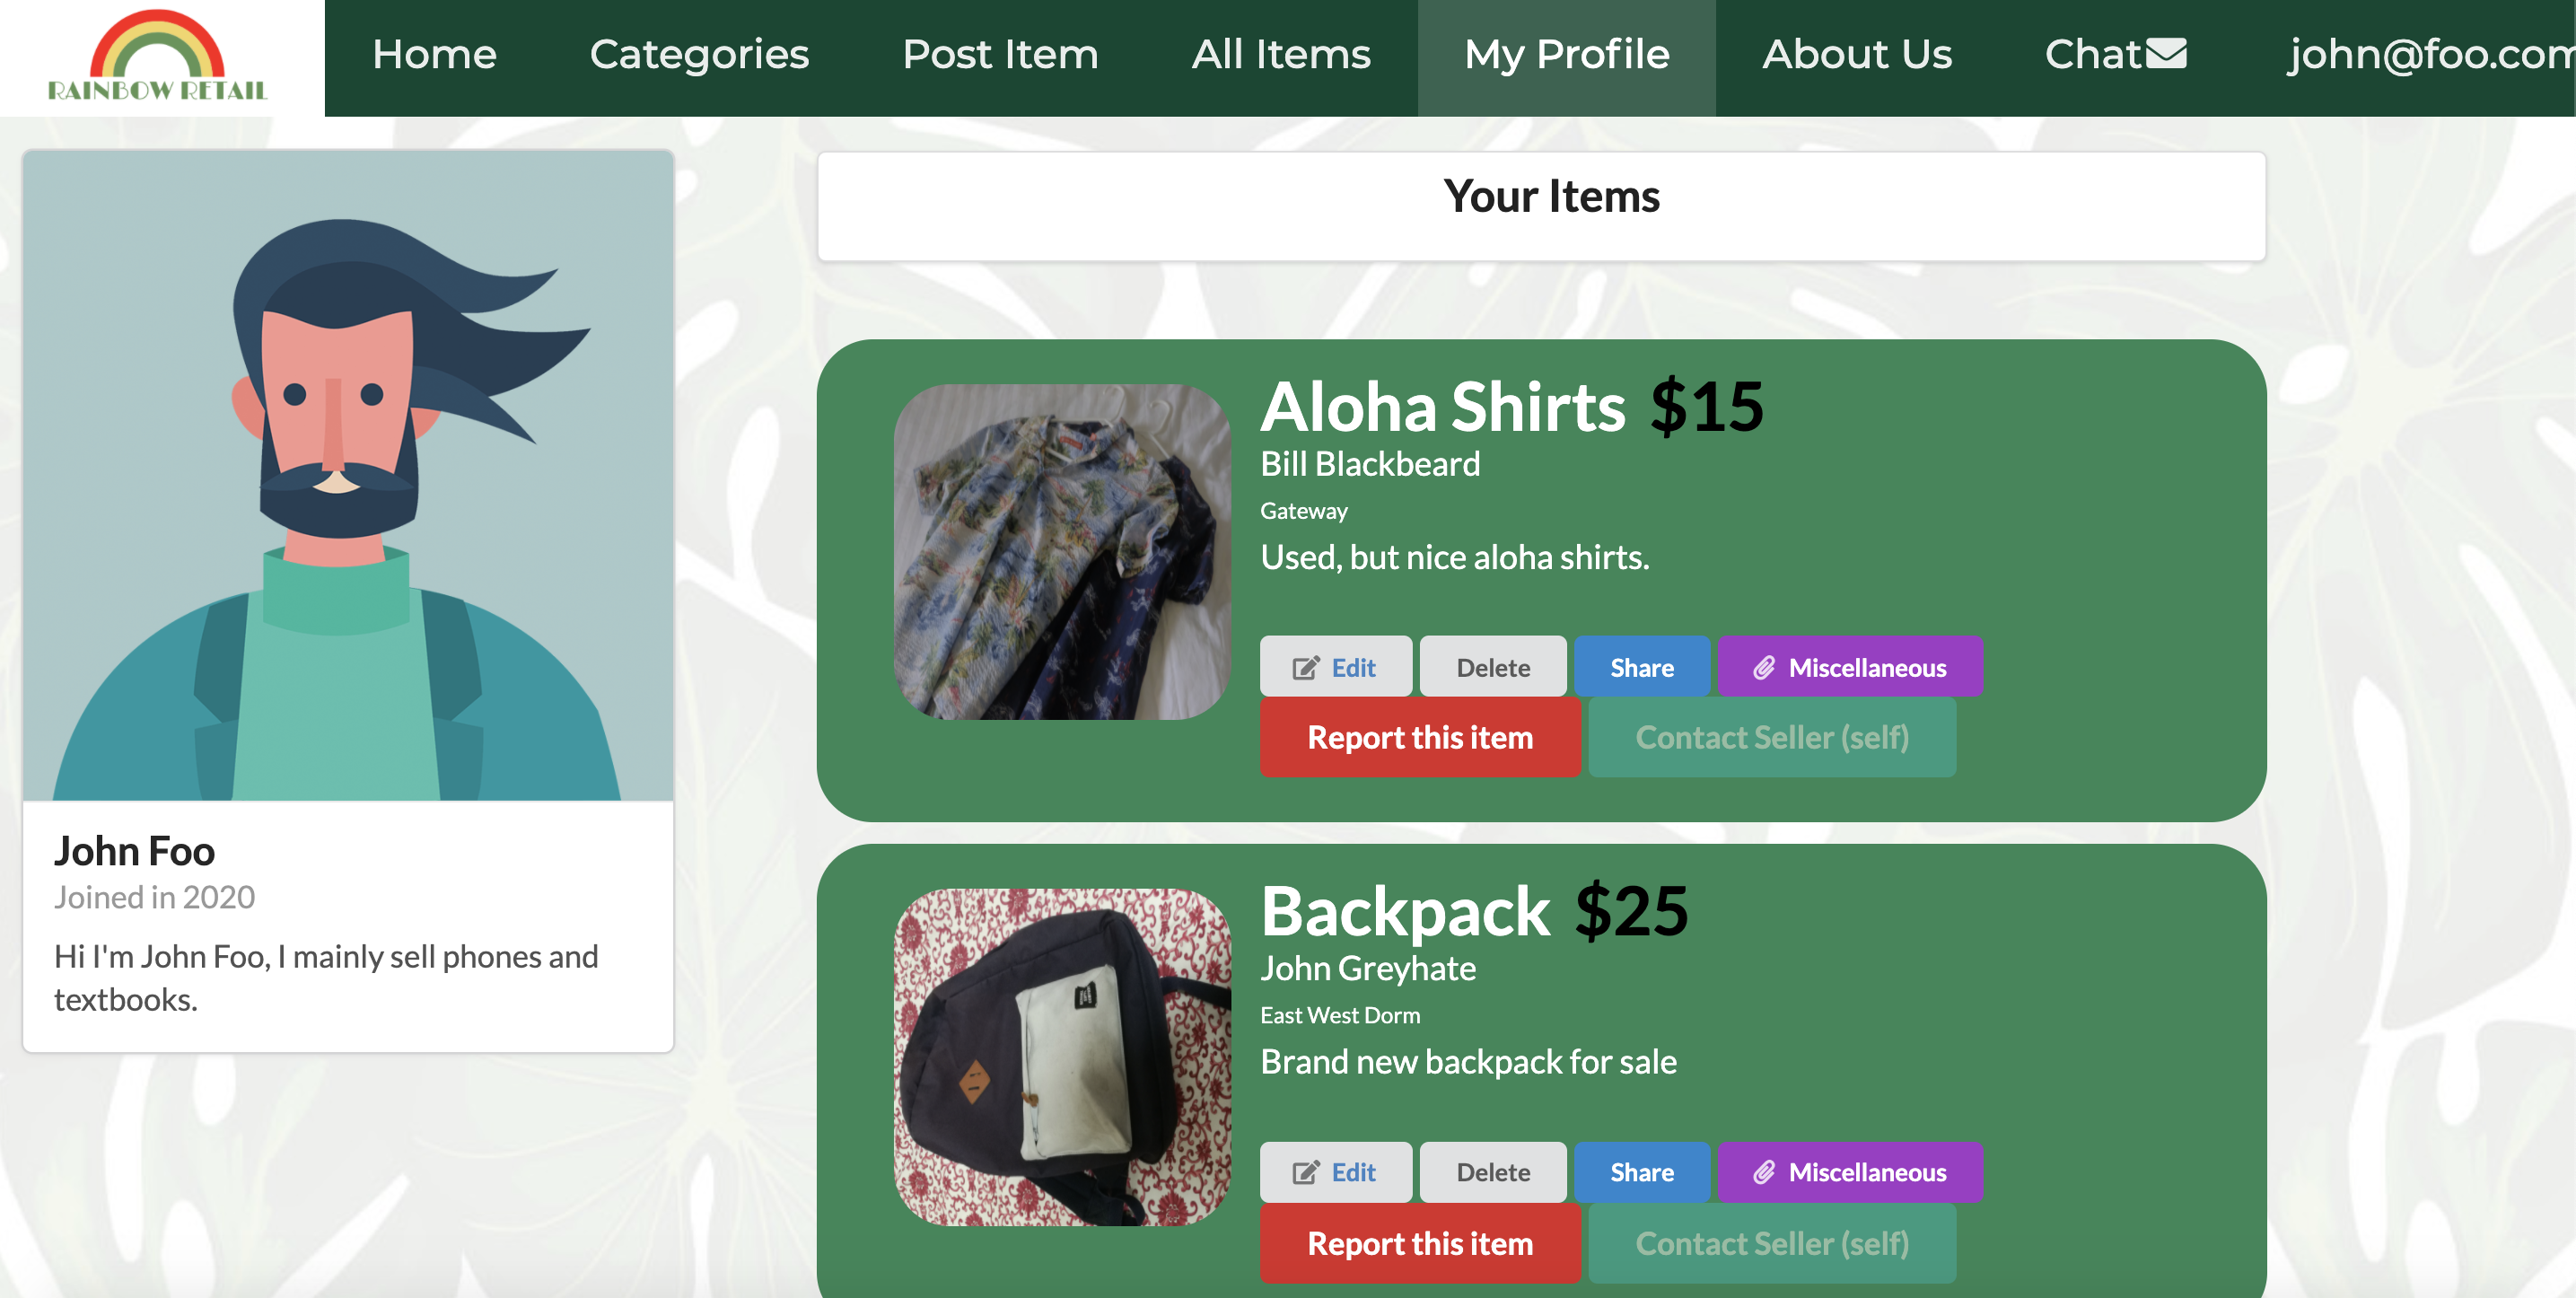 RAINBOW RETAIL
Home Categories Post Item All Items My Profile About Us Chat john@foo.com
Your Items
John Foo
Joined in 2020
Hi I'm John Foo, I mainly sell phones and
textbooks.
Aloha Shirts $15
Bill Blackbeard
Gateway
Used, but nice aloha shirts.
Edit Delete Share Miscellaneous
Report this item Contact Seller (self)
Backpack $25
John Greyhate
East West Dorm
Brand new backpack for sale
Edit Delete Share Miscellaneous
Report this item Contact Seller (self)